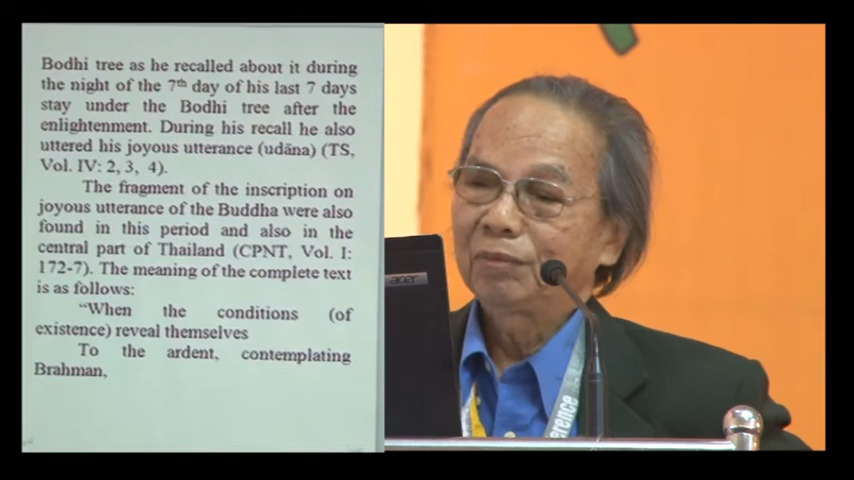 Bodhi tree as he recalled about it during
the night of the 7th day of his last 7 days
stay under the Bodhi tree after the
enlightenment. During his recall he also
uttered his joyous utterance (udāna) (TS,
Vol. IV: 2, 3, 4).
The fragment of the inscription on
joyous utterance of the Buddha were also
found in this period and also in the
central part of Thailand (CPNT, Vol. I:
172-7). The meaning of the complete text
is as follows:
“When the conditions (of
existence) reveal themselves
To the ardent, contemplating
Brahman,
acer
erence